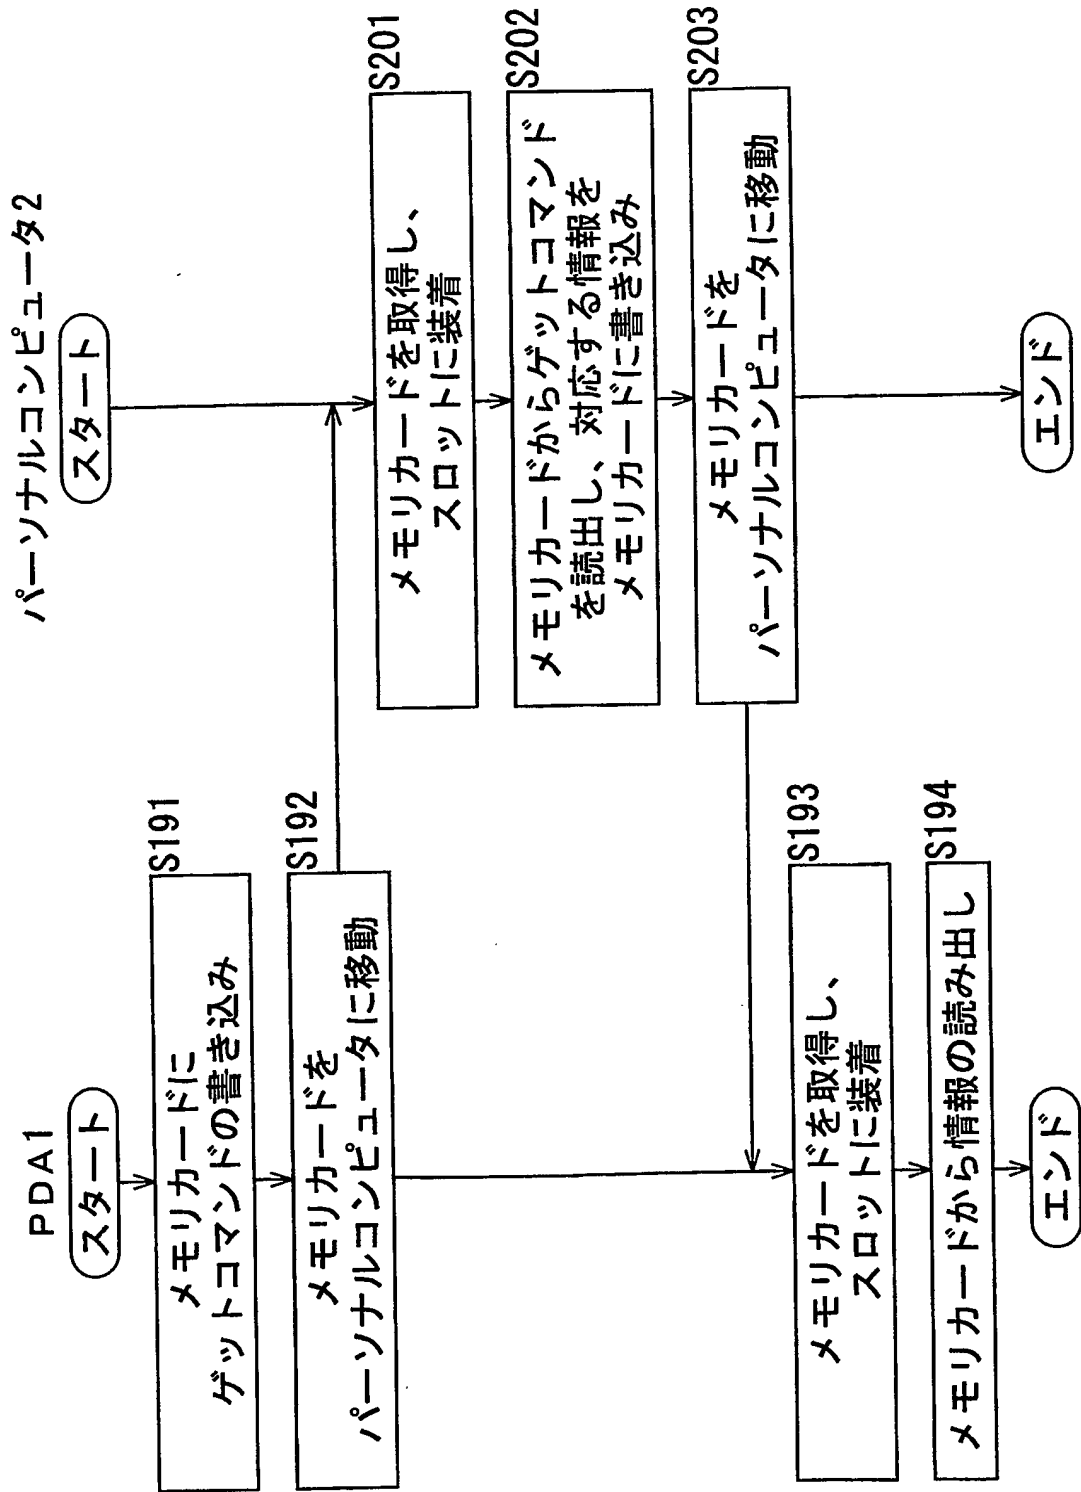 PDA1
スタート
S191
メモリカードに
ゲットコマンドの書き込み
S192
メモリカードを
パーソナルコンピュータに移動
S193
メモリカードを取得し、
スロットに装着
S194
メモリカードから情報の読み出し
エンド
パーソナルコンピュータ2
スタート
S201
メモリカードを取得し、
スロットに装着
S202
メモリカードからゲットコマンド
を読出し、対応する情報を
メモリカードに書き込み
S203
メモリカードを
パーソナルコンピュータに移動
エンド